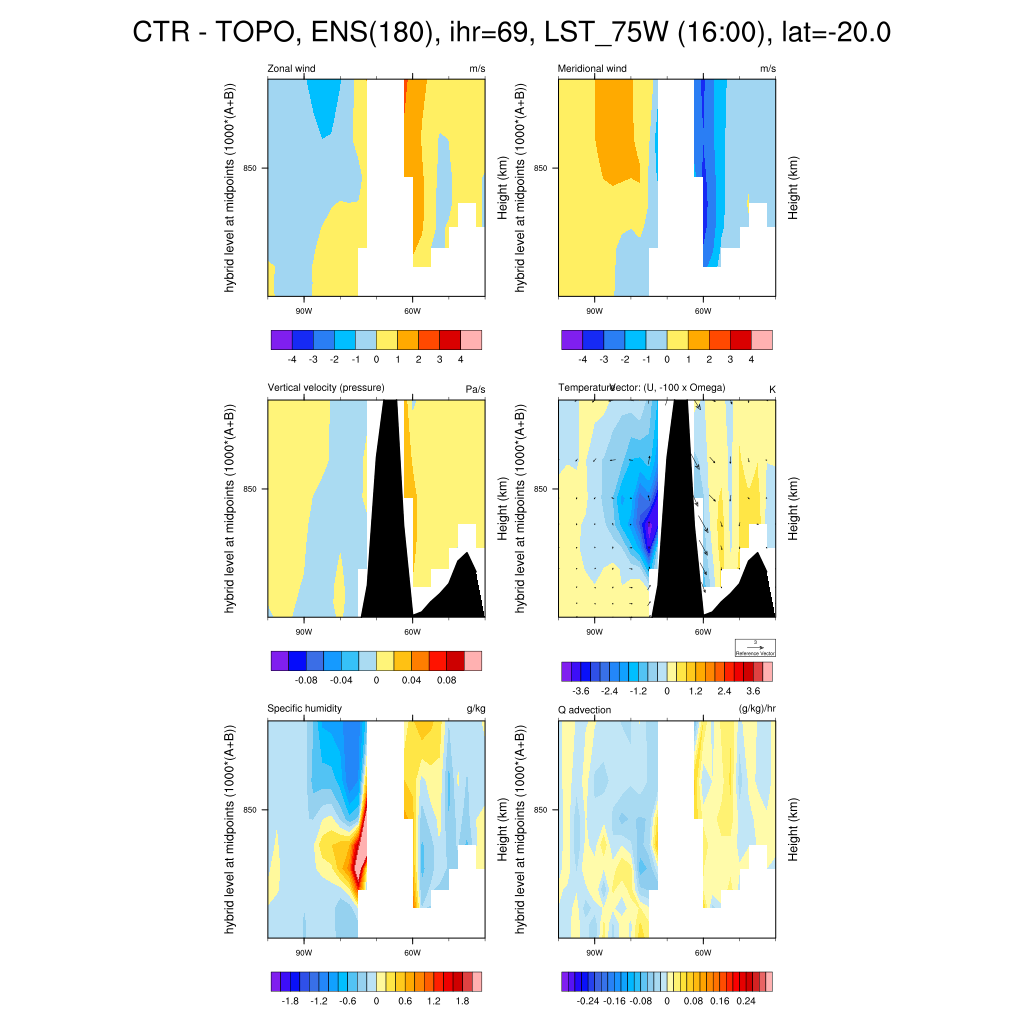 CTR - TOPO, ENS(180), ihr=69, LST_75W (16:00), lat=-20.0
Zonal wind m/s
hybrid level at midpoints (1000*(A+B))
850
Height (km)
90W 60W
-4 -3 -2 -1 0 1 2 3 4
Meridional wind m/s
hybrid level at midpoints (1000*(A+B))
850
Height (km)
90W 60W
-4 -3 -2 -1 0 1 2 3 4
Vertical velocity (pressure) Pa/s
hybrid level at midpoints (1000*(A+B))
850
Height (km)
90W 60W
-0.08 -0.04 0 0.04 0.08
Temperature Vector: (U, -100 x Omega) K
hybrid level at midpoints (1000*(A+B))
850
Height (km)
90W 60W
3
Reference Vector
-3.6 -2.4 -1.2 0 1.2 2.4 3.6
Specific humidity g/kg
hybrid level at midpoints (1000*(A+B))
850
Height (km)
90W 60W
-1.8 -1.2 -0.6 0 0.6 1.2 1.8
Q advection (g/kg)/hr
hybrid level at midpoints (1000*(A+B))
850
Height (km)
90W 60W
-0.24 -0.16 -0.08 0 0.08 0.16 0.24